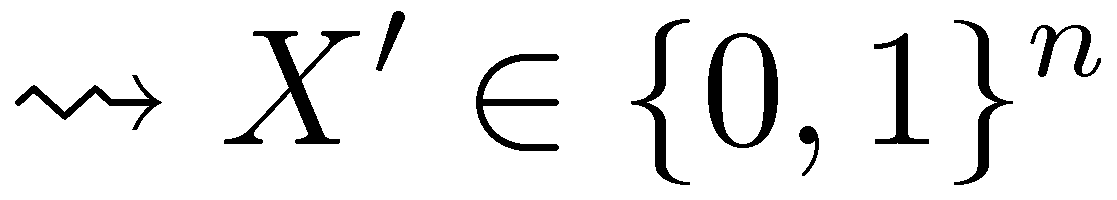 ⇝ X′ ∈ {0, 1}ⁿ